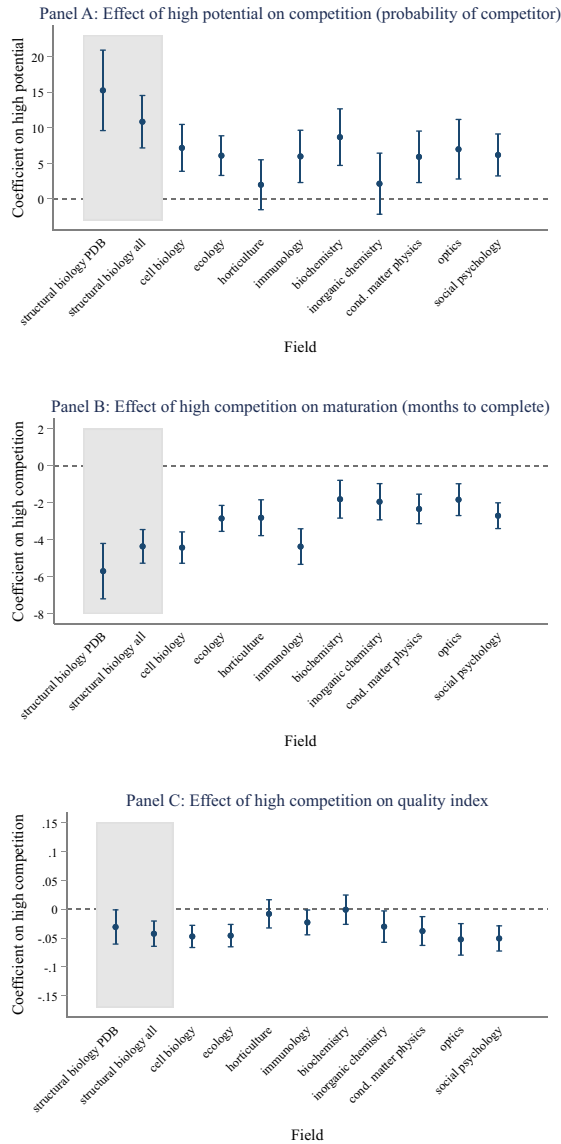 Panel A: Effect of high potential on competition (probability of competitor)
Coefficient on high potential
20
15
10
5
0
structural biology PDB
structural biology all
cell biology
ecology
horticulture
immunology
biochemistry
inorganic chemistry
cond. matter physics
optics
social psychology
Field
Panel B: Effect of high competition on maturation (months to complete)
Coefficient on high competition
2
0
-2
-4
-6
-8
structural biology PDB
structural biology all
cell biology
ecology
horticulture
immunology
biochemistry
inorganic chemistry
cond. matter physics
optics
social psychology
Field
Panel C: Effect of high competition on quality index
Coefficient on high competition
.15
.1
.05
0
-.05
-.1
-.15
structural biology PDB
structural biology all
cell biology
ecology
horticulture
immunology
biochemistry
inorganic chemistry
cond. matter physics
optics
social psychology
Field